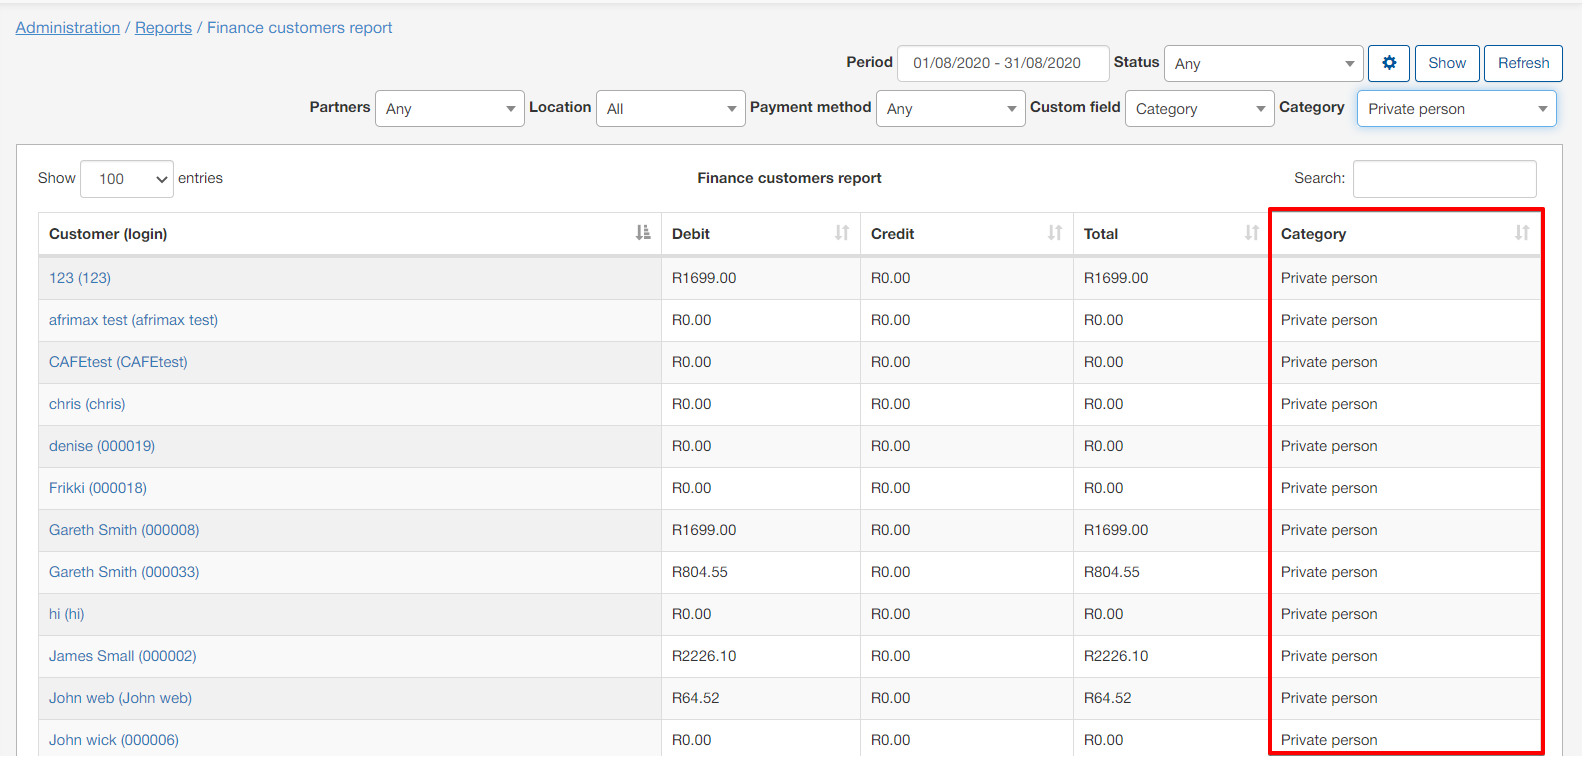 Administration / Reports / Finance customers report
Period 01/08/2020 - 31/08/2020 Status Any Show Refresh
Partners Any Location All Payment method Any Custom field Category Category Private person
Show 100 entries Finance customers report Search:
Customer (login) Debit Credit Total Category
123 (123) R1699.00 R0.00 R1699.00 Private person
afrimax test (afrimax test) R0.00 R0.00 R0.00 Private person
CAFEtest (CAFEtest) R0.00 R0.00 R0.00 Private person
chris (chris) R0.00 R0.00 R0.00 Private person
denise (000019) R0.00 R0.00 R0.00 Private person
Frikki (000018) R0.00 R0.00 R0.00 Private person
Gareth Smith (000008) R1699.00 R0.00 R1699.00 Private person
Gareth Smith (000033) R804.55 R0.00 R804.55 Private person
hi (hi) R0.00 R0.00 R0.00 Private person
James Small (000002) R2226.10 R0.00 R2226.10 Private person
John web (John web) R64.52 R0.00 R64.52 Private person
John wick (000006) R0.00 R0.00 R0.00 Private person